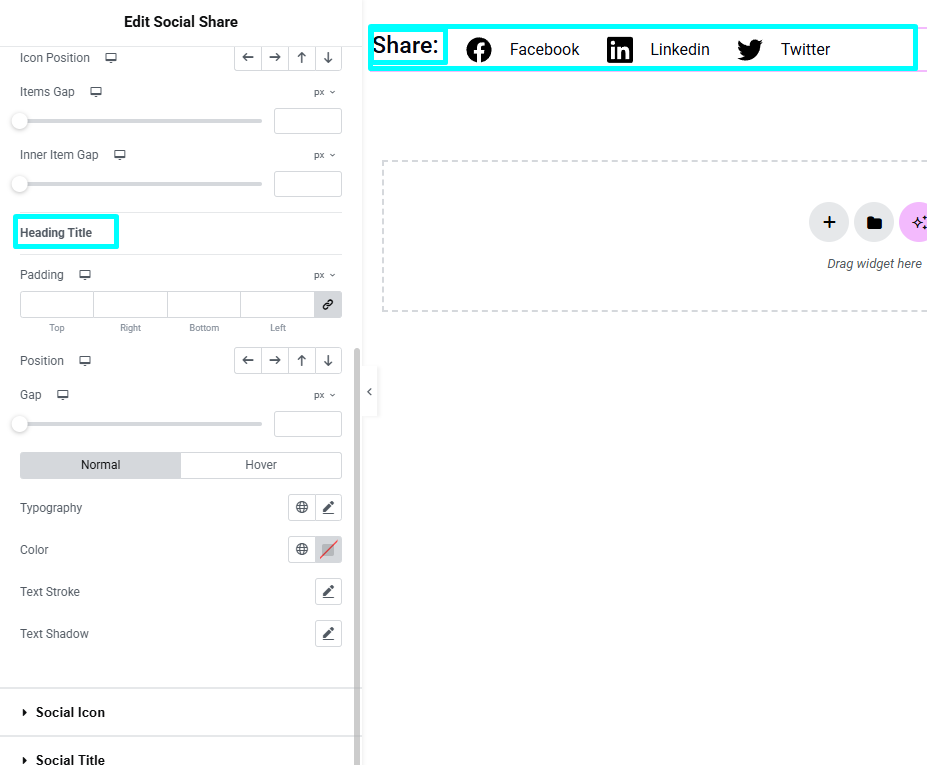 Edit Social Share
Icon Position
Items Gap px
Inner Item Gap px
Heading Title
Padding px
Top Right Bottom Left
Position
Gap px
Normal Hover
Typography
Color
Text Stroke
Text Shadow
Social Icon
Social Title
Share: Facebook Linkedin Twitter
Drag widget here